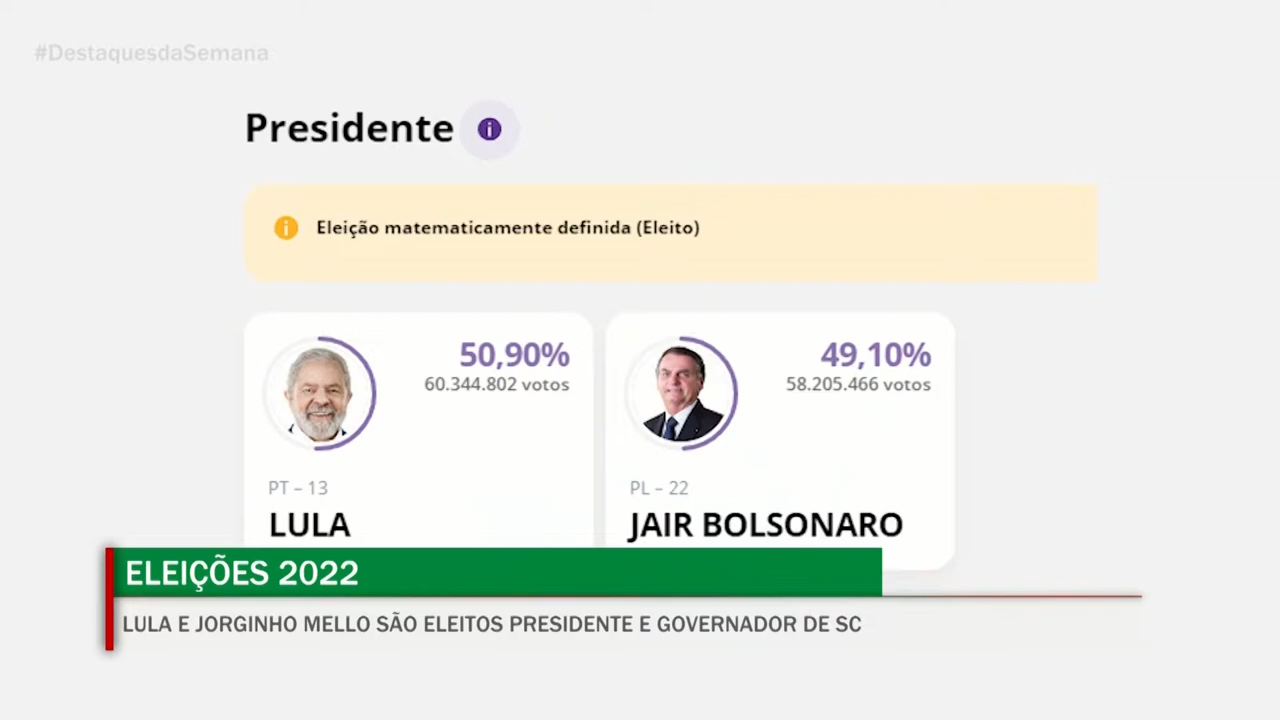 #DestaquesdaSemana
Presidente
Eleição matematicamente definida (Eleito)
50,90%
60.344.802 votos
PT – 13
LULA
49,10%
58.205.466 votos
PL – 22
JAIR BOLSONARO
ELEIÇÕES 2022
LULA E JORGINHO MELLO SÃO ELEITOS PRESIDENTE E GOVERNADOR DE SC